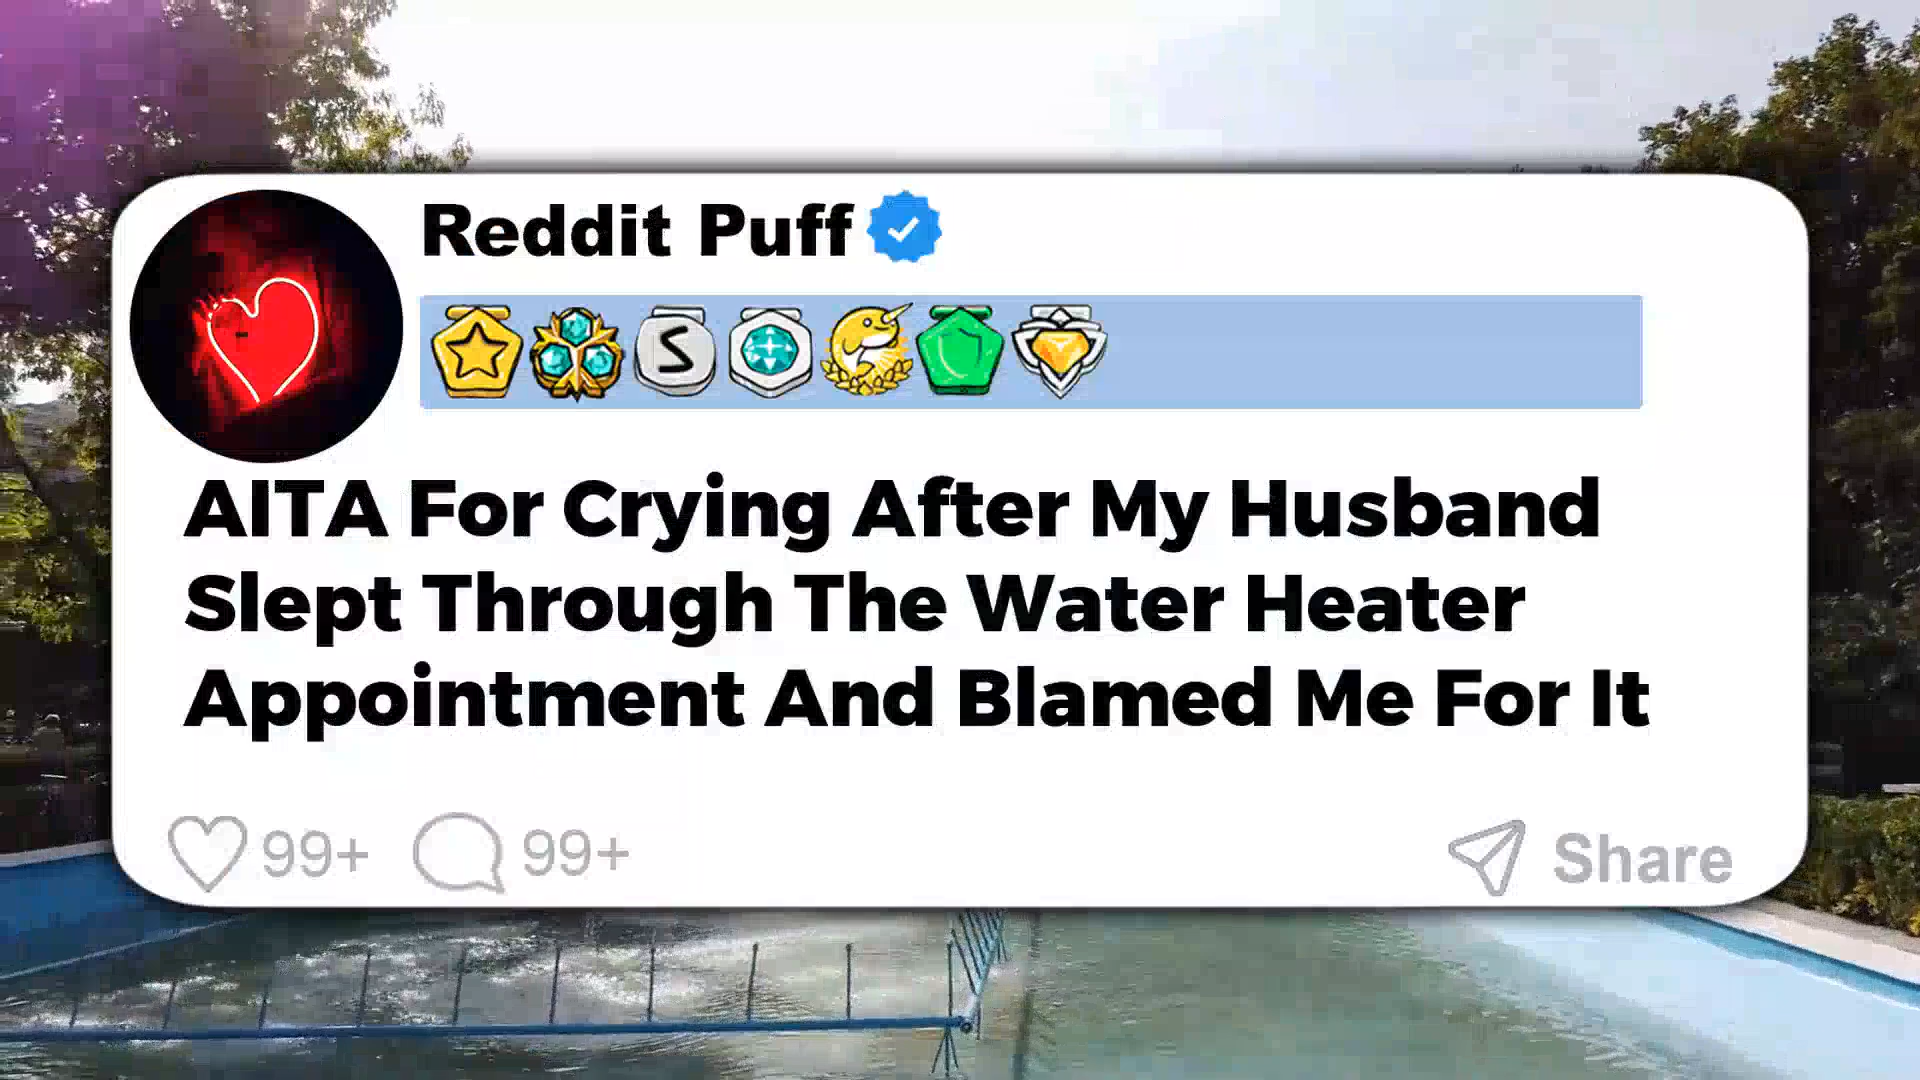 Reddit Puff
S
AITA For Crying After My Husband
Slept Through The Water Heater
Appointment And Blamed Me For It
99+ 99+ Share